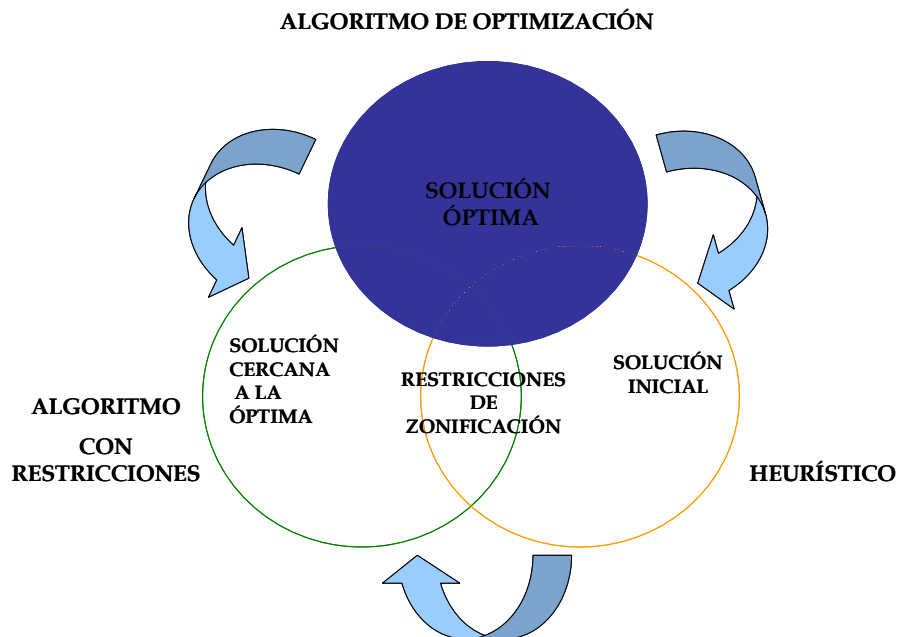 ALGORITMO DE OPTIMIZACIÓN
SOLUCIÓN
ÓPTIMA
SOLUCIÓN
CERCANA
A LA
ÓPTIMA
RESTRICCIONES
DE
ZONIFICACIÓN
SOLUCIÓN
INICIAL
ALGORITMO
CON
RESTRICCIONES
HEURÍSTICO